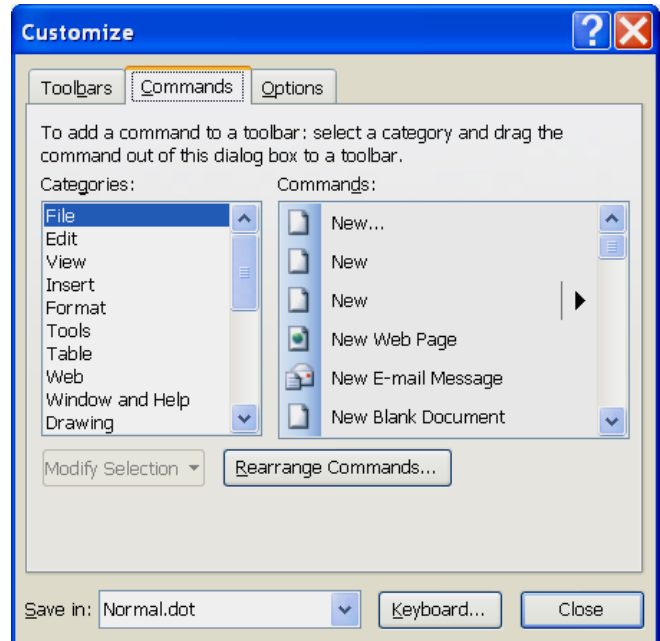 Customize
Toolbars Commands Options
To add a command to a toolbar: select a category and drag the
command out of this dialog box to a toolbar.
Categories: Commands:
File
Edit
View
Insert
Format
Tools
Table
Web
Window and Help
Drawing
New...
New
New
New Web Page
New E-mail Message
New Blank Document
Modify Selection Rearrange Commands...
Save in: Normal.dot Keyboard... Close